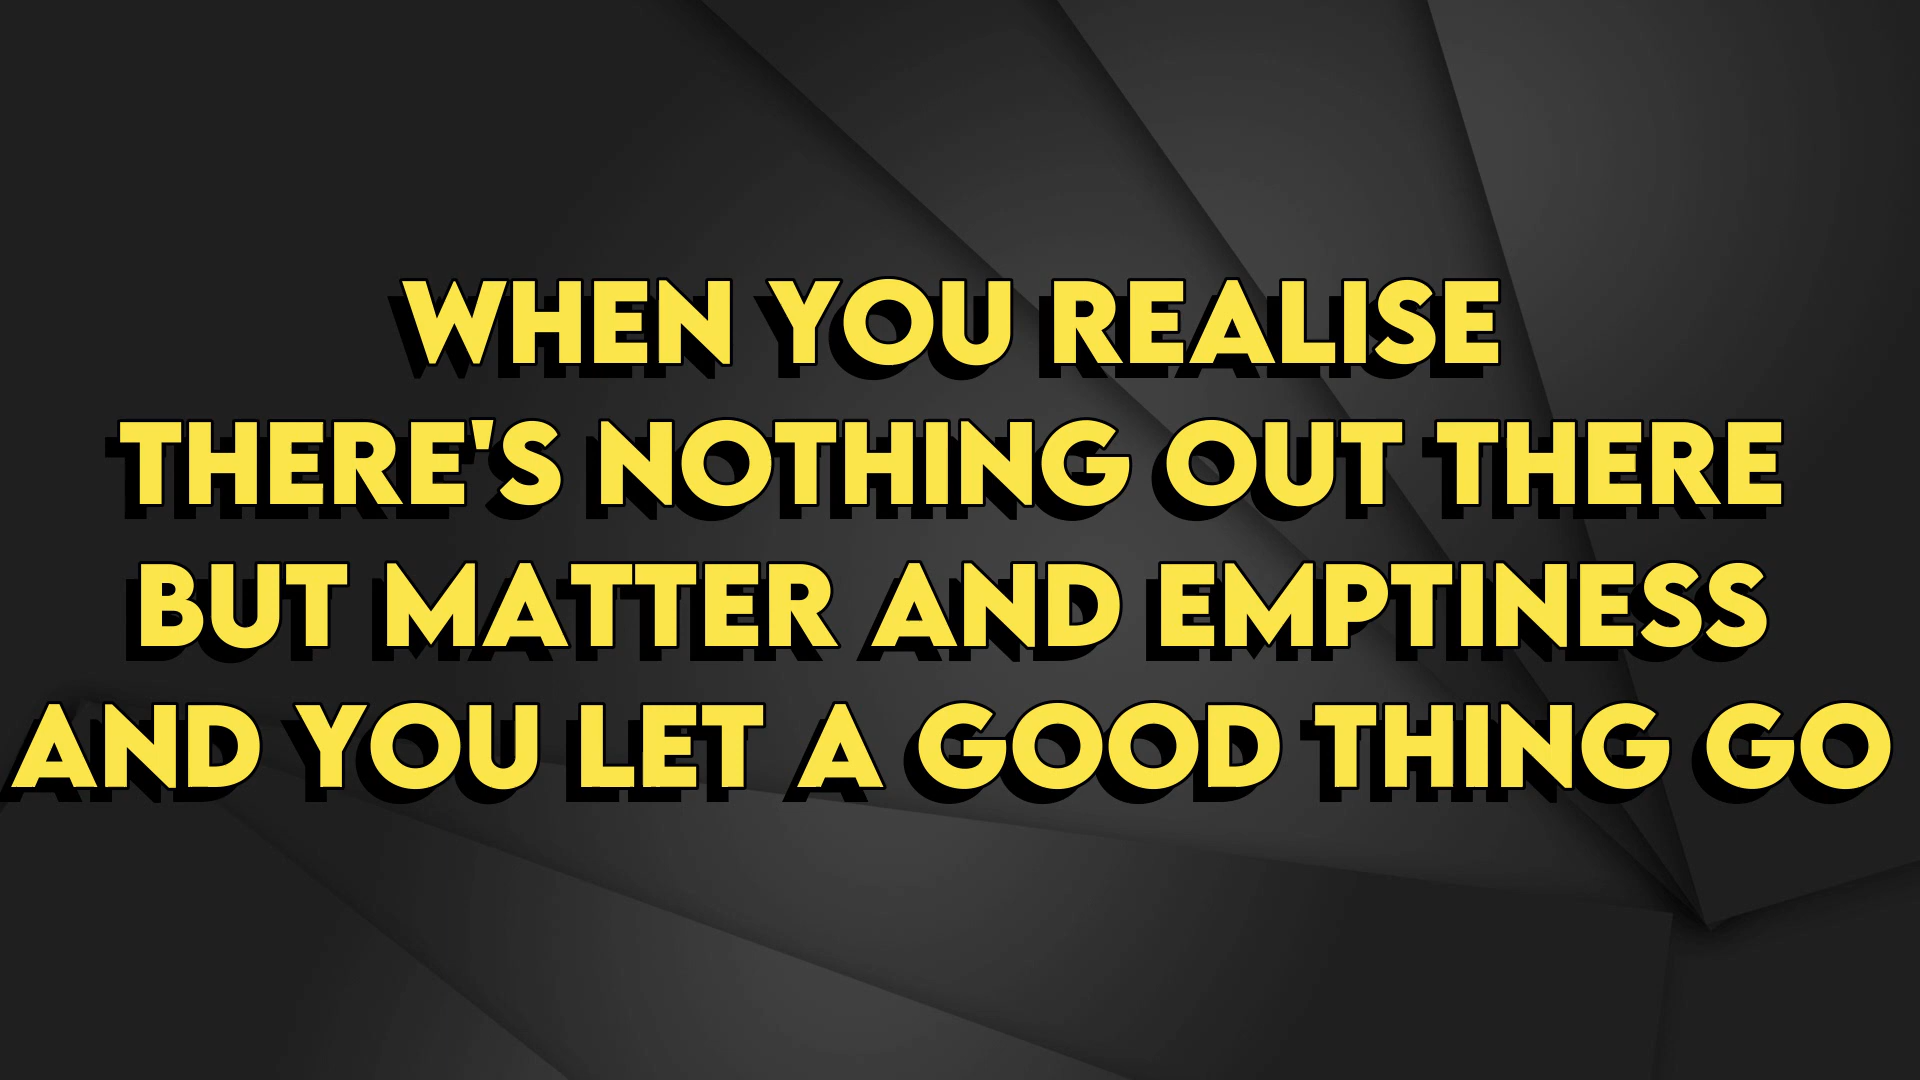 WHEN YOU REALISE
THERE'S NOTHING OUT THERE
BUT MATTER AND EMPTINESS
AND YOU LET A GOOD THING GO